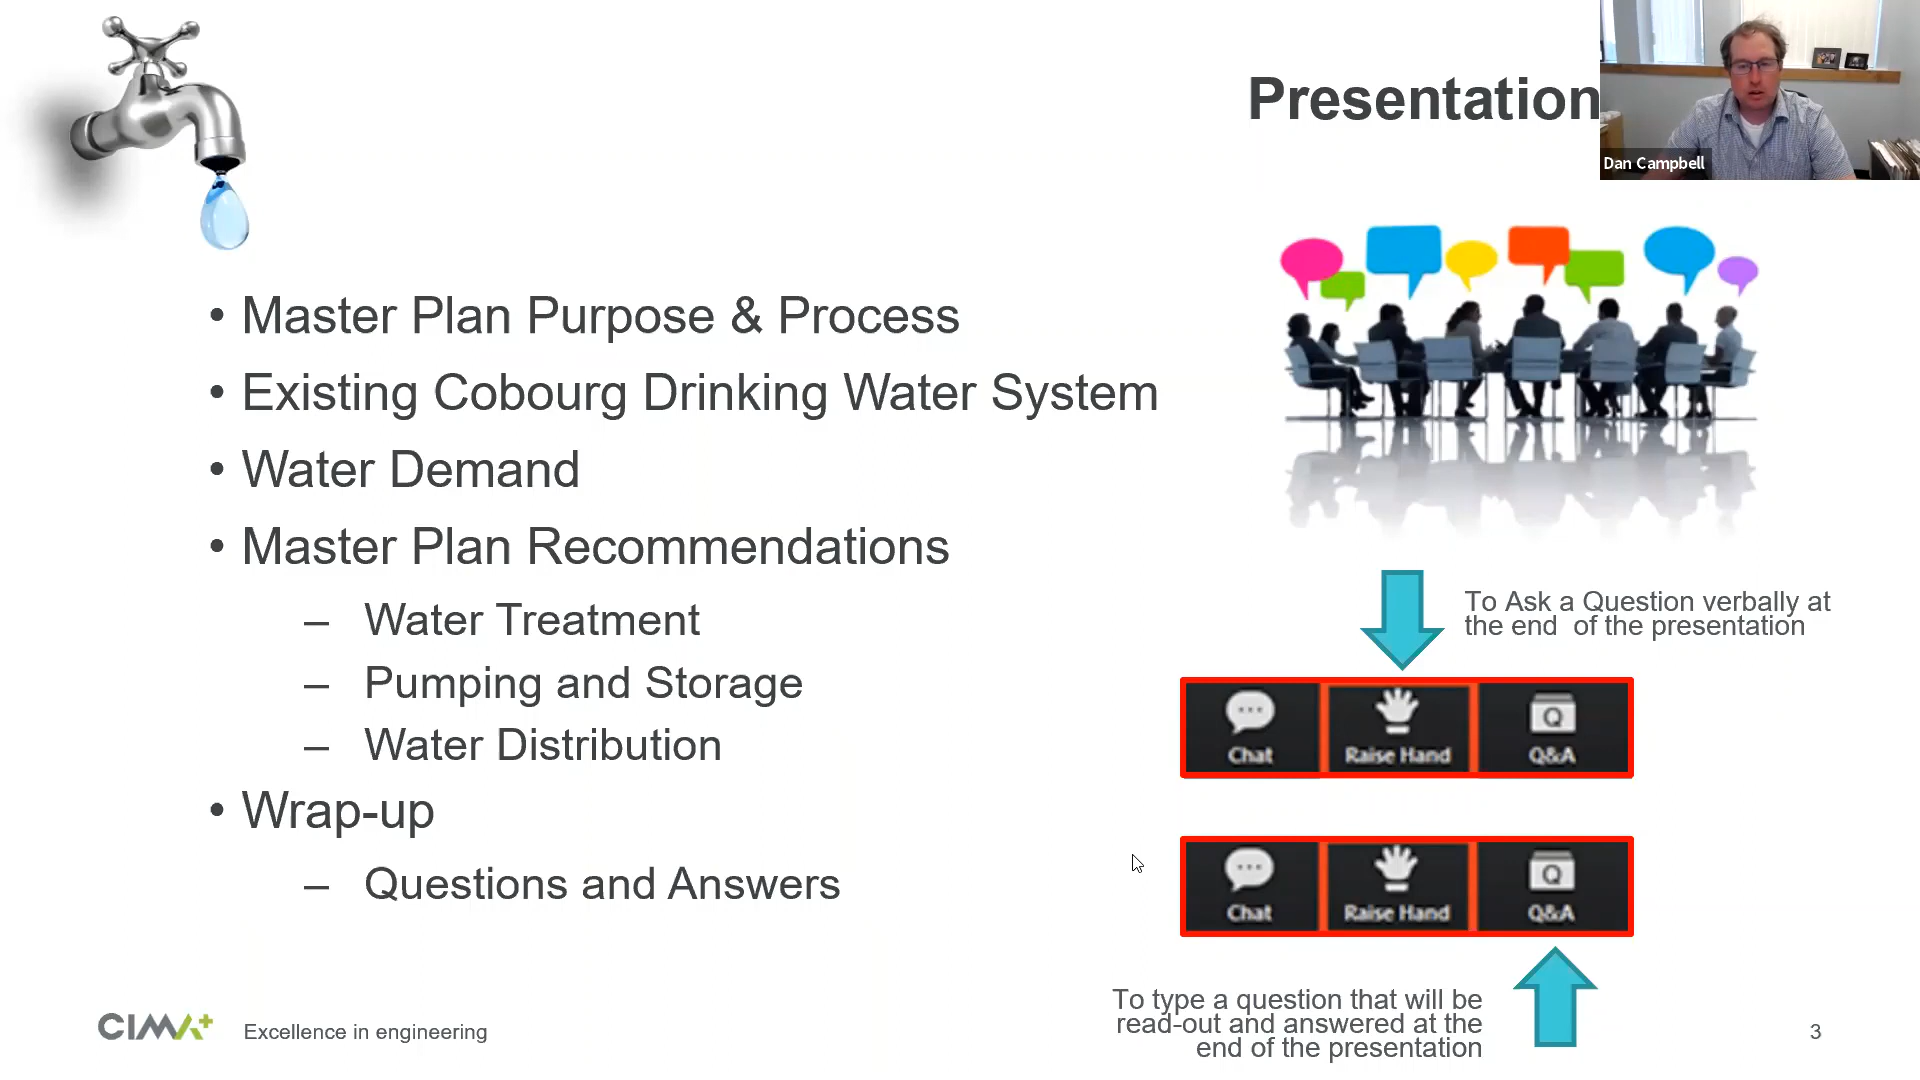 Presentation
Dan Campbell
• Master Plan Purpose & Process
• Existing Cobourg Drinking Water System
• Water Demand
• Master Plan Recommendations
– Water Treatment
– Pumping and Storage
– Water Distribution
• Wrap-up
– Questions and Answers
To Ask a Question verbally at
the end of the presentation
Chat
Raise Hand
Q&A
Chat
Raise Hand
Q&A
To type a question that will be
read-out and answered at the
end of the presentation
CIMA+
Excellence in engineering
3